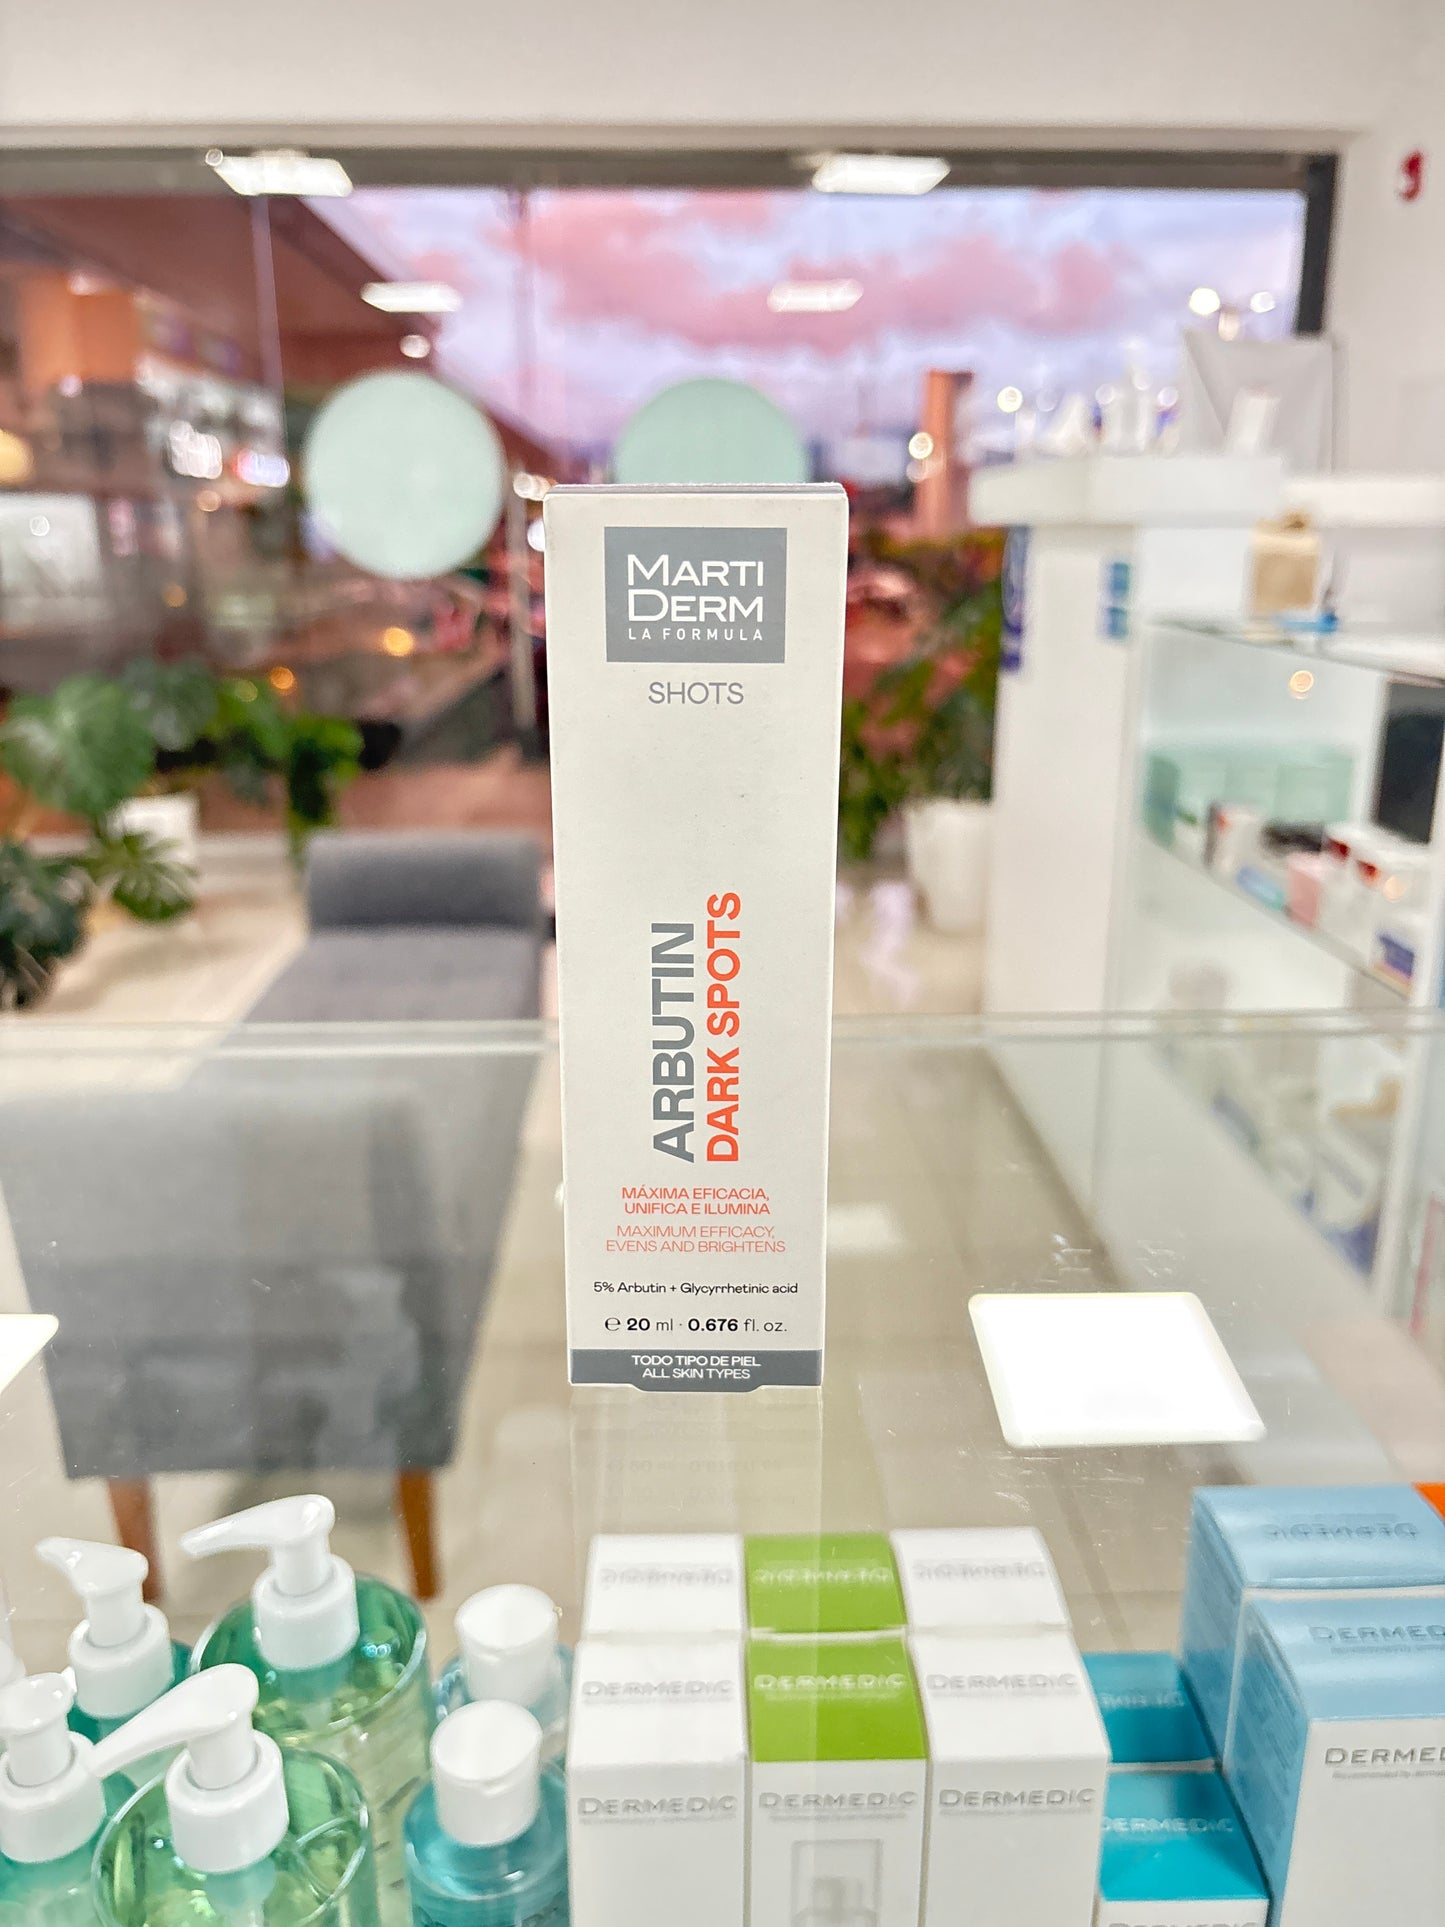 MARTI
DERM
LA FORMULA
SHOTS
ARBUTIN
DARK SPOTS
MÁXIMA EFICACIA,
UNIFICA E ILUMINA
MAXIMUM EFFICACY,
EVENS AND BRIGHTENS
5% Arbutin + Glycyrrhetinic acid
℮ 20 ml · 0.676 fl. oz.
TODO TIPO DE PIEL
ALL SKIN TYPES
DERMEDIC
DERMEDIC
DERMEDIC
DERMEDIC
DERMEDIC
DERMEDIC
DERMEDIC